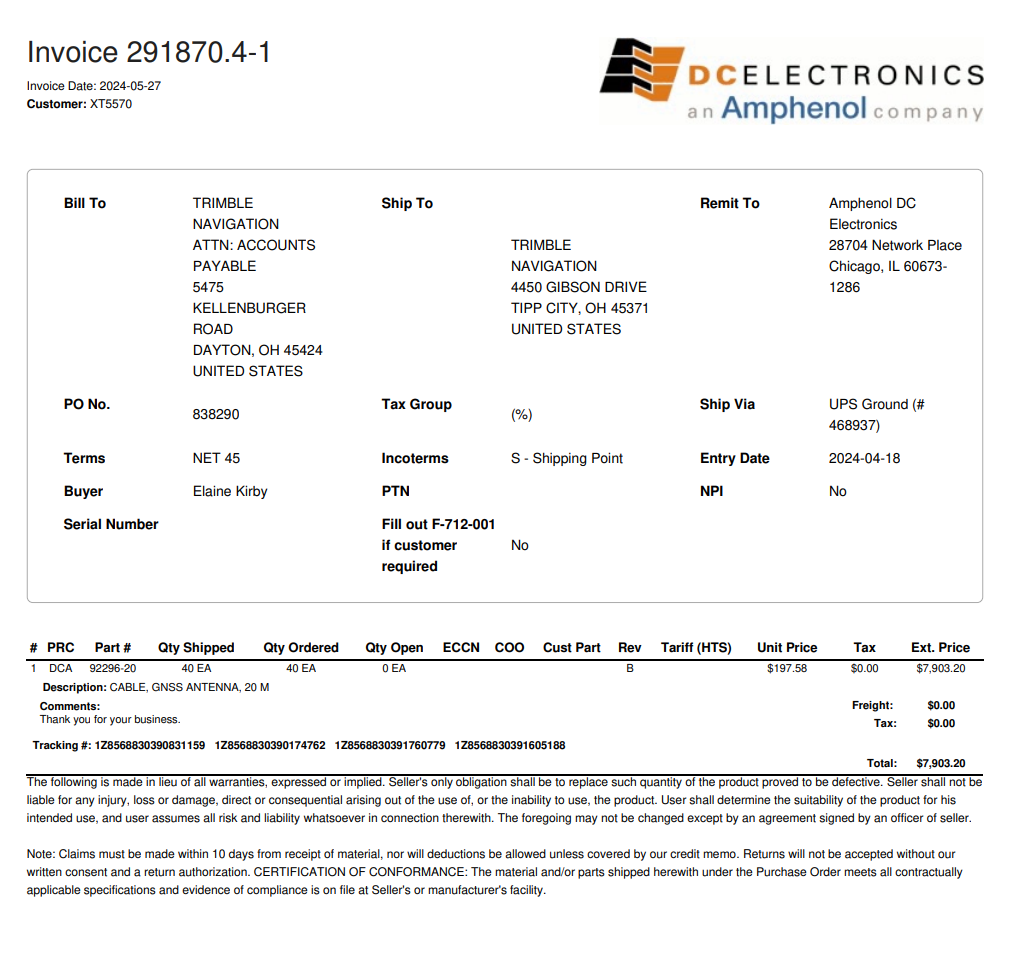 Invoice 291870.4-1
Invoice Date: 2024-05-27
Customer: XT5570
DCELECTRONICS
an Amphenol company
Bill To
TRIMBLE
NAVIGATION
ATTN: ACCOUNTS
PAYABLE
5475
KELLENBURGER
ROAD
DAYTON, OH 45424
UNITED STATES
Ship To
TRIMBLE
NAVIGATION
4450 GIBSON DRIVE
TIPP CITY, OH 45371
UNITED STATES
Remit To
Amphenol DC
Electronics
28704 Network Place
Chicago, IL 60673-
1286
PO No.
838290
Tax Group
(%)
Ship Via
UPS Ground (#
468937)
Terms
NET 45
Incoterms
S - Shipping Point
Entry Date
2024-04-18
Buyer
Elaine Kirby
PTN
NPI
No
Serial Number
Fill out F-712-001
if customer
required
No
# PRC Part # Qty Shipped Qty Ordered Qty Open ECCN COO Cust Part Rev Tariff (HTS) Unit Price Tax Ext. Price
1 DCA 92296-20 40 EA 40 EA 0 EA B $197.58 $0.00 $7,903.20
Description: CABLE, GNSS ANTENNA, 20 M
Comments:
Thank you for your business.
Freight: $0.00
Tax: $0.00
Tracking #: 1Z8568830390831159 1Z8568830390174762 1Z8568830391760779 1Z8568830391605188
Total: $7,903.20
The following is made in lieu of all warranties, expressed or implied. Seller's only obligation shall be to replace such quantity of the product proved to be defective. Seller shall not be
liable for any injury, loss or damage, direct or consequential arising out of the use of, or the inability to use, the product. User shall determine the suitability of the product for his
intended use, and user assumes all risk and liability whatsoever in connection therewith. The foregoing may not be changed except by an agreement signed by an officer of seller.
Note: Claims must be made within 10 days from receipt of material, nor will deductions be allowed unless covered by our credit memo. Returns will not be accepted without our
written consent and a return authorization. CERTIFICATION OF CONFORMANCE: The material and/or parts shipped herewith under the Purchase Order meets all contractually
applicable specifications and evidence of compliance is on file at Seller's or manufacturer's facility.